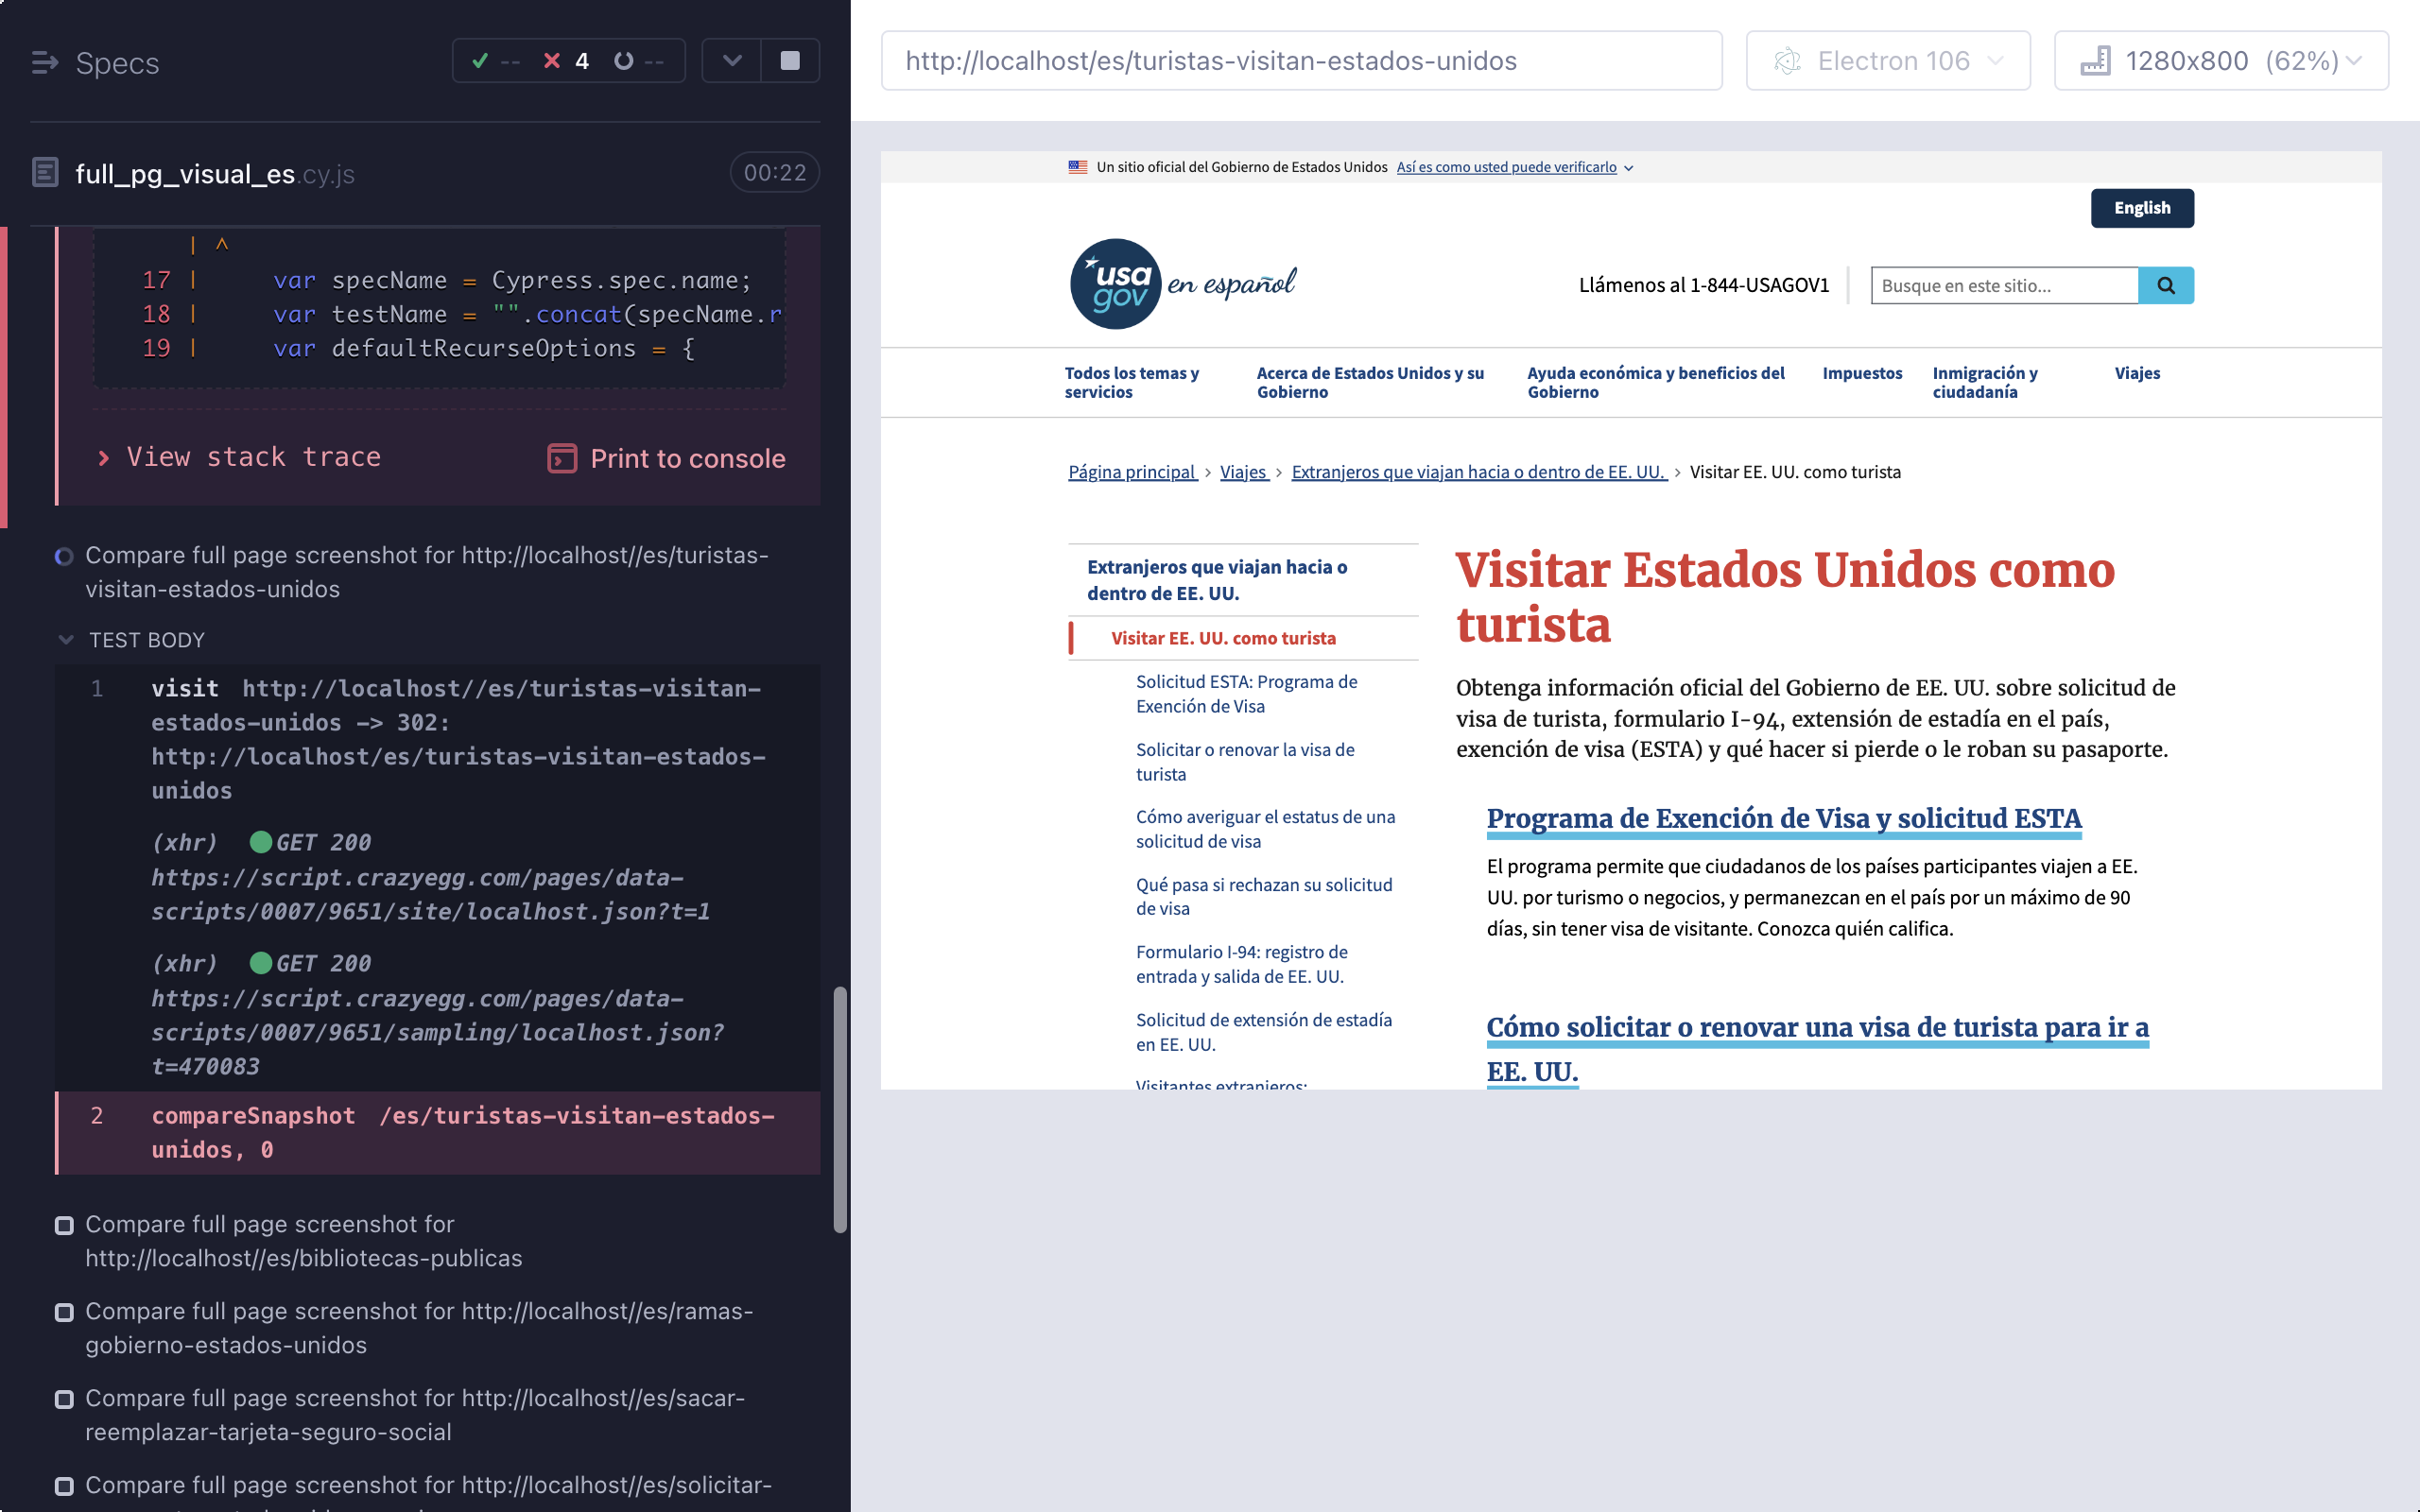 Specs
-- 4 --
full_pg_visual_es.cy.js
00:22
| ^
17 | var specName = Cypress.spec.name;
18 | var testName = "".concat(specName.r
19 | var defaultRecurseOptions = {
View stack trace
Print to console
Compare full page screenshot for http://localhost//es/turistas-
visitan-estados-unidos
TEST BODY
1 visit http://localhost//es/turistas-visitan-
estados-unidos -> 302:
http://localhost/es/turistas-visitan-estados-
unidos
(xhr) GET 200
https://script.crazyegg.com/pages/data-
scripts/0007/9651/site/localhost.json?t=1
(xhr) GET 200
https://script.crazyegg.com/pages/data-
scripts/0007/9651/sampling/localhost.json?
t=470083
2 compareSnapshot /es/turistas-visitan-estados-
unidos, 0
Compare full page screenshot for
http://localhost//es/bibliotecas-publicas
Compare full page screenshot for http://localhost//es/ramas-
gobierno-estados-unidos
Compare full page screenshot for http://localhost//es/sacar-
reemplazar-tarjeta-seguro-social
Compare full page screenshot for http://localhost//es/solicitar-
http://localhost/es/turistas-visitan-estados-unidos
Electron 106
1280x800 (62%)
Un sitio oficial del Gobierno de Estados Unidos Así es como usted puede verificarlo
English
usa
gov
en español
Llámenos al 1-844-USAGOV1
Busque en este sitio...
Todos los temas y
servicios
Acerca de Estados Unidos y su
Gobierno
Ayuda económica y beneficios del
Gobierno
Impuestos
Inmigración y
ciudadanía
Viajes
Página principal > Viajes > Extranjeros que viajan hacia o dentro de EE. UU. > Visitar EE. UU. como turista
Extranjeros que viajan hacia o
dentro de EE. UU.
Visitar EE. UU. como turista
Solicitud ESTA: Programa de
Exención de Visa
Solicitar o renovar la visa de
turista
Cómo averiguar el estatus de una
solicitud de visa
Qué pasa si rechazan su solicitud
de visa
Formulario I-94: registro de
entrada y salida de EE. UU.
Solicitud de extensión de estadía
en EE. UU.
Visitantes extranjeros:
Visitar Estados Unidos como
turista
Obtenga información oficial del Gobierno de EE. UU. sobre solicitud de
visa de turista, formulario I-94, extensión de estadía en el país,
exención de visa (ESTA) y qué hacer si pierde o le roban su pasaporte.
Programa de Exención de Visa y solicitud ESTA
El programa permite que ciudadanos de los países participantes viajen a EE.
UU. por turismo o negocios, y permanezcan en el país por un máximo de 90
días, sin tener visa de visitante. Conozca quién califica.
Cómo solicitar o renovar una visa de turista para ir a
EE. UU.